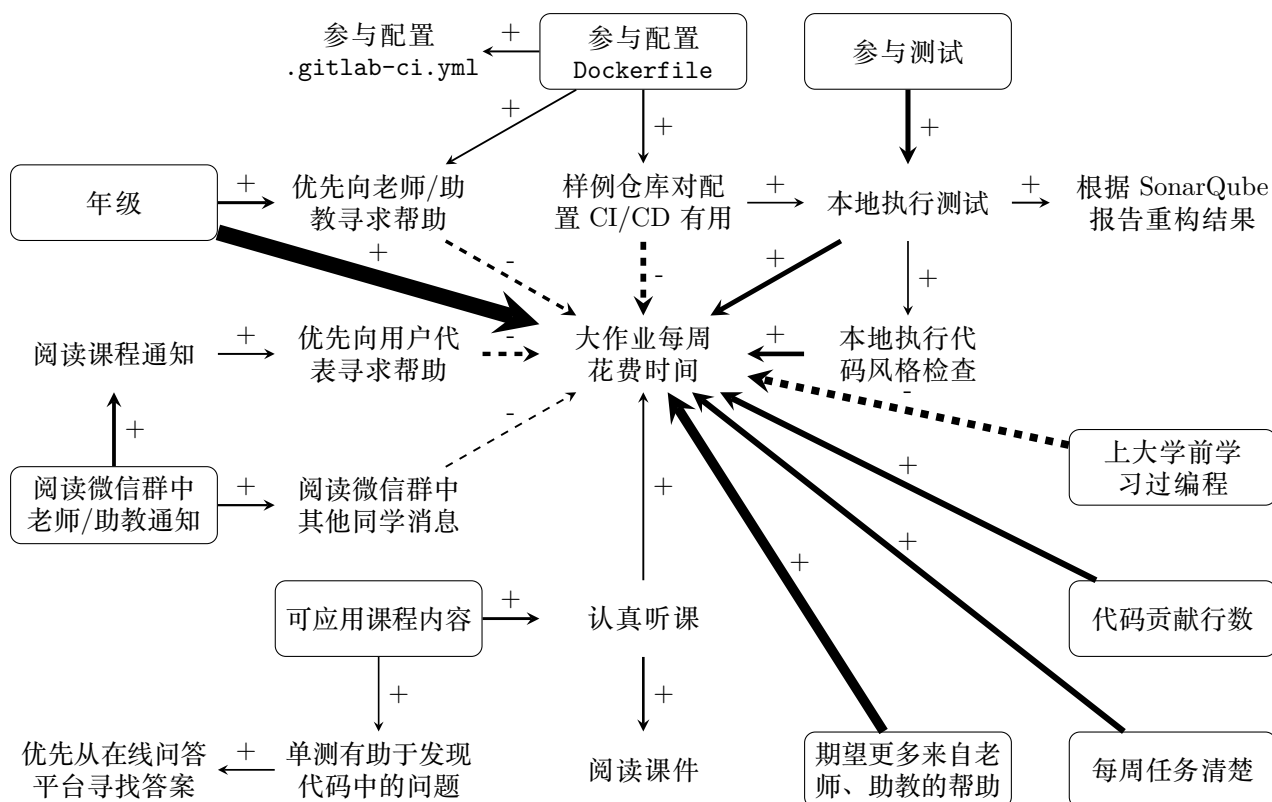 参与配置
.gitlab-ci.yml
+
参与配置
Dockerfile
参与测试
+
+
+
年级
+
优先向老师/助
教寻求帮助
样例仓库对配
置 CI/CD 有用
+
本地执行测试
+
根据 SonarQube
报告重构结果
+
-
-
+
+
阅读课程通知
+
优先向用户代
表寻求帮助
-
大作业每周
花费时间
+
本地执行代
码风格检查
-
+
-
上大学前学
习过编程
阅读微信群中
老师/助教通知
+
阅读微信群中
其他同学消息
+
+
+
+
可应用课程内容
+
认真听课
代码贡献行数
+
+
优先从在线问答
平台寻找答案
+
单测有助于发现
代码中的问题
阅读课件
期望更多来自老
师、助教的帮助
每周任务清楚